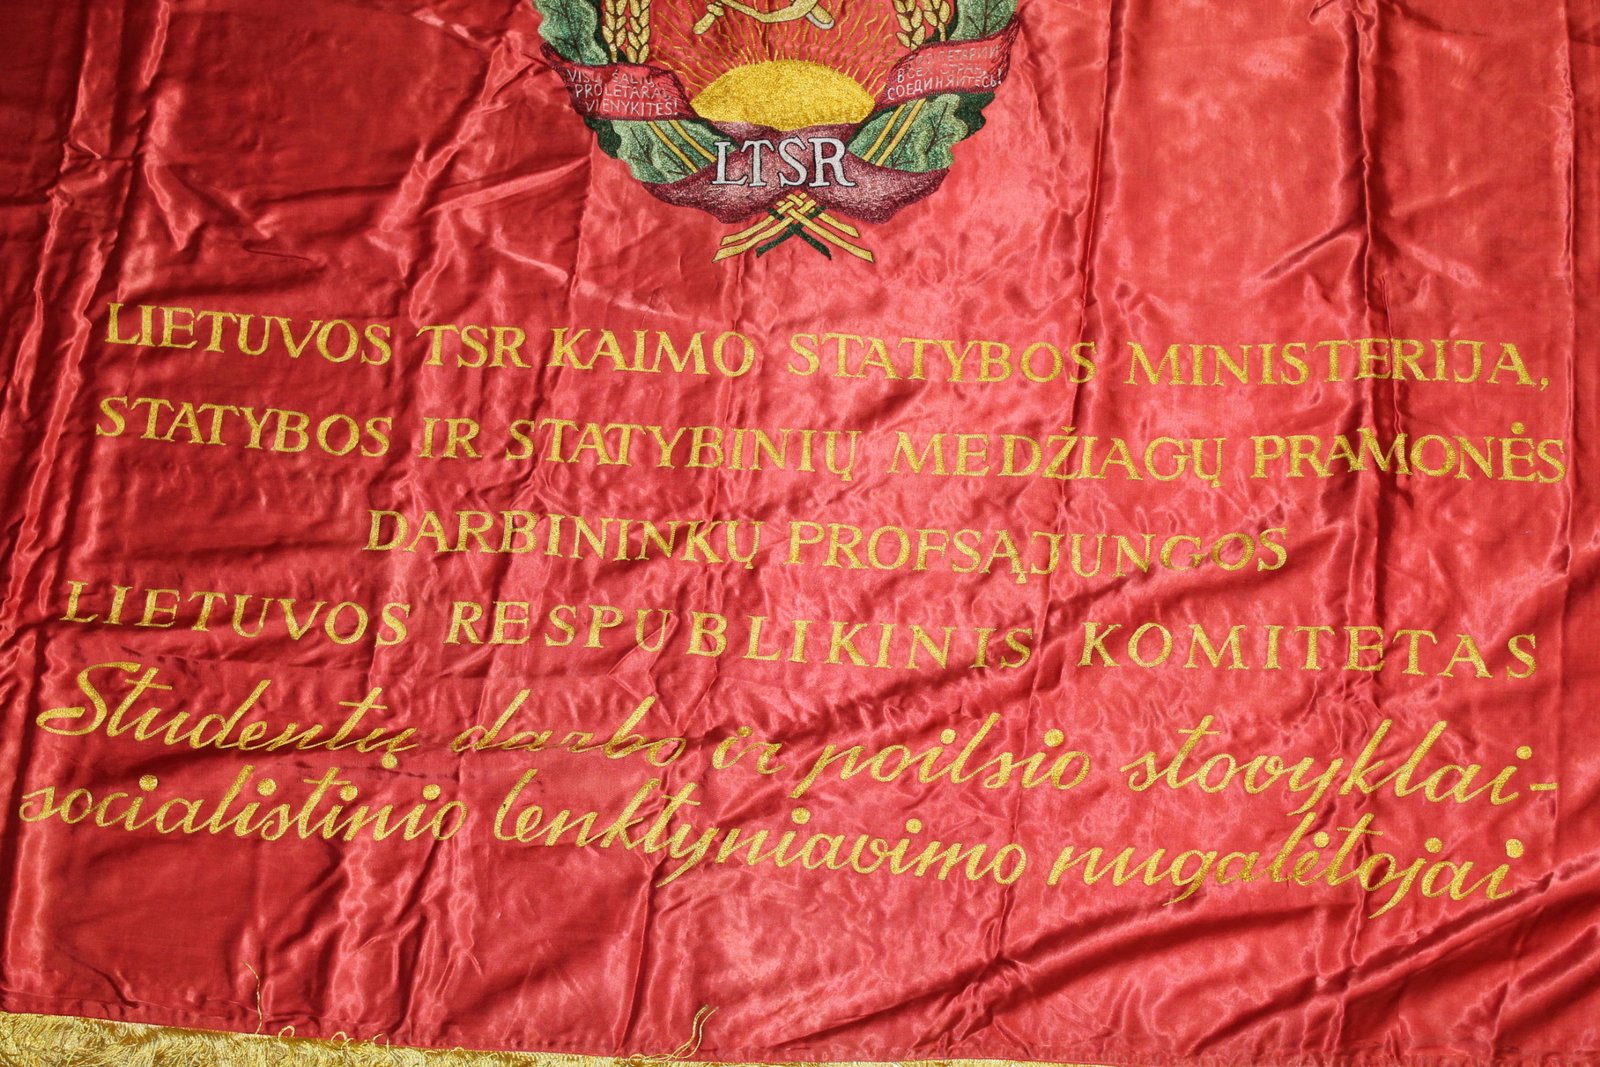 VISŲ ŠALIŲ
PROLETARAI,
VIENYKITĖS!
ВСЕХ СТРАН,
СОЕДИНЯЙТЕСЬ!
LTSR
LIETUVOS TSR KAIMO STATYBOS MINISTERIJA,
STATYBOS IR STATYBINIŲ MEDŽIAGŲ PRAMONĖS
DARBININKŲ PROFSĄJUNGOS
LIETUVOS RESPUBLIKINIS KOMITETAS
Studentų darbo ir poilsio stovyklai-
socialistinio lenktyniavimo nugalėtojai